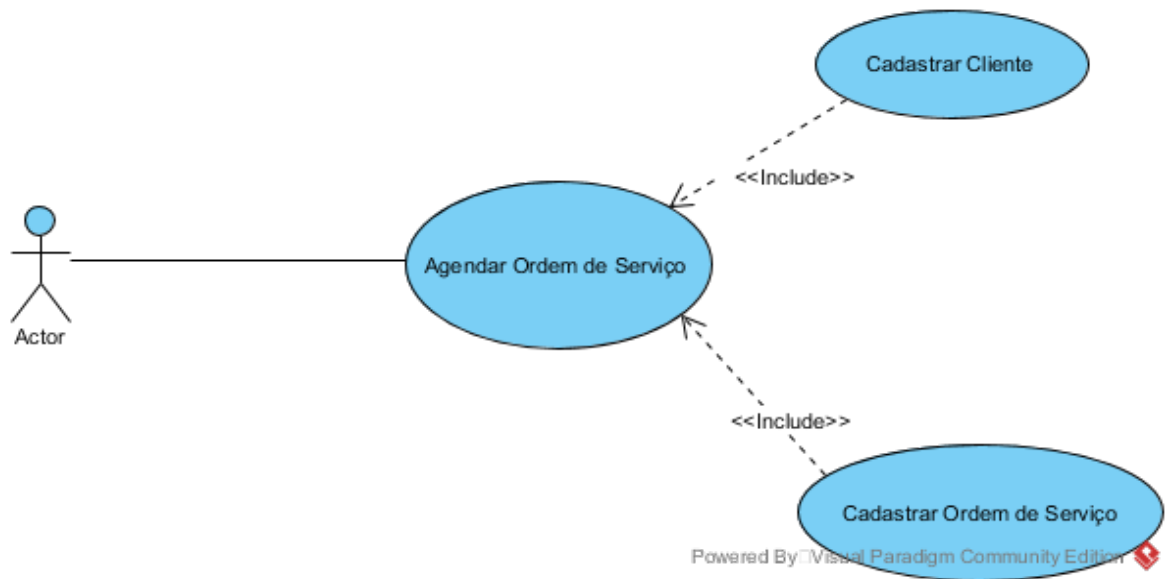 Cadastrar Cliente
<<Include>>
Agendar Ordem de Serviço
Actor
<<Include>>
Cadastrar Ordem de Serviço
Powered By Visual Paradigm Community Edition